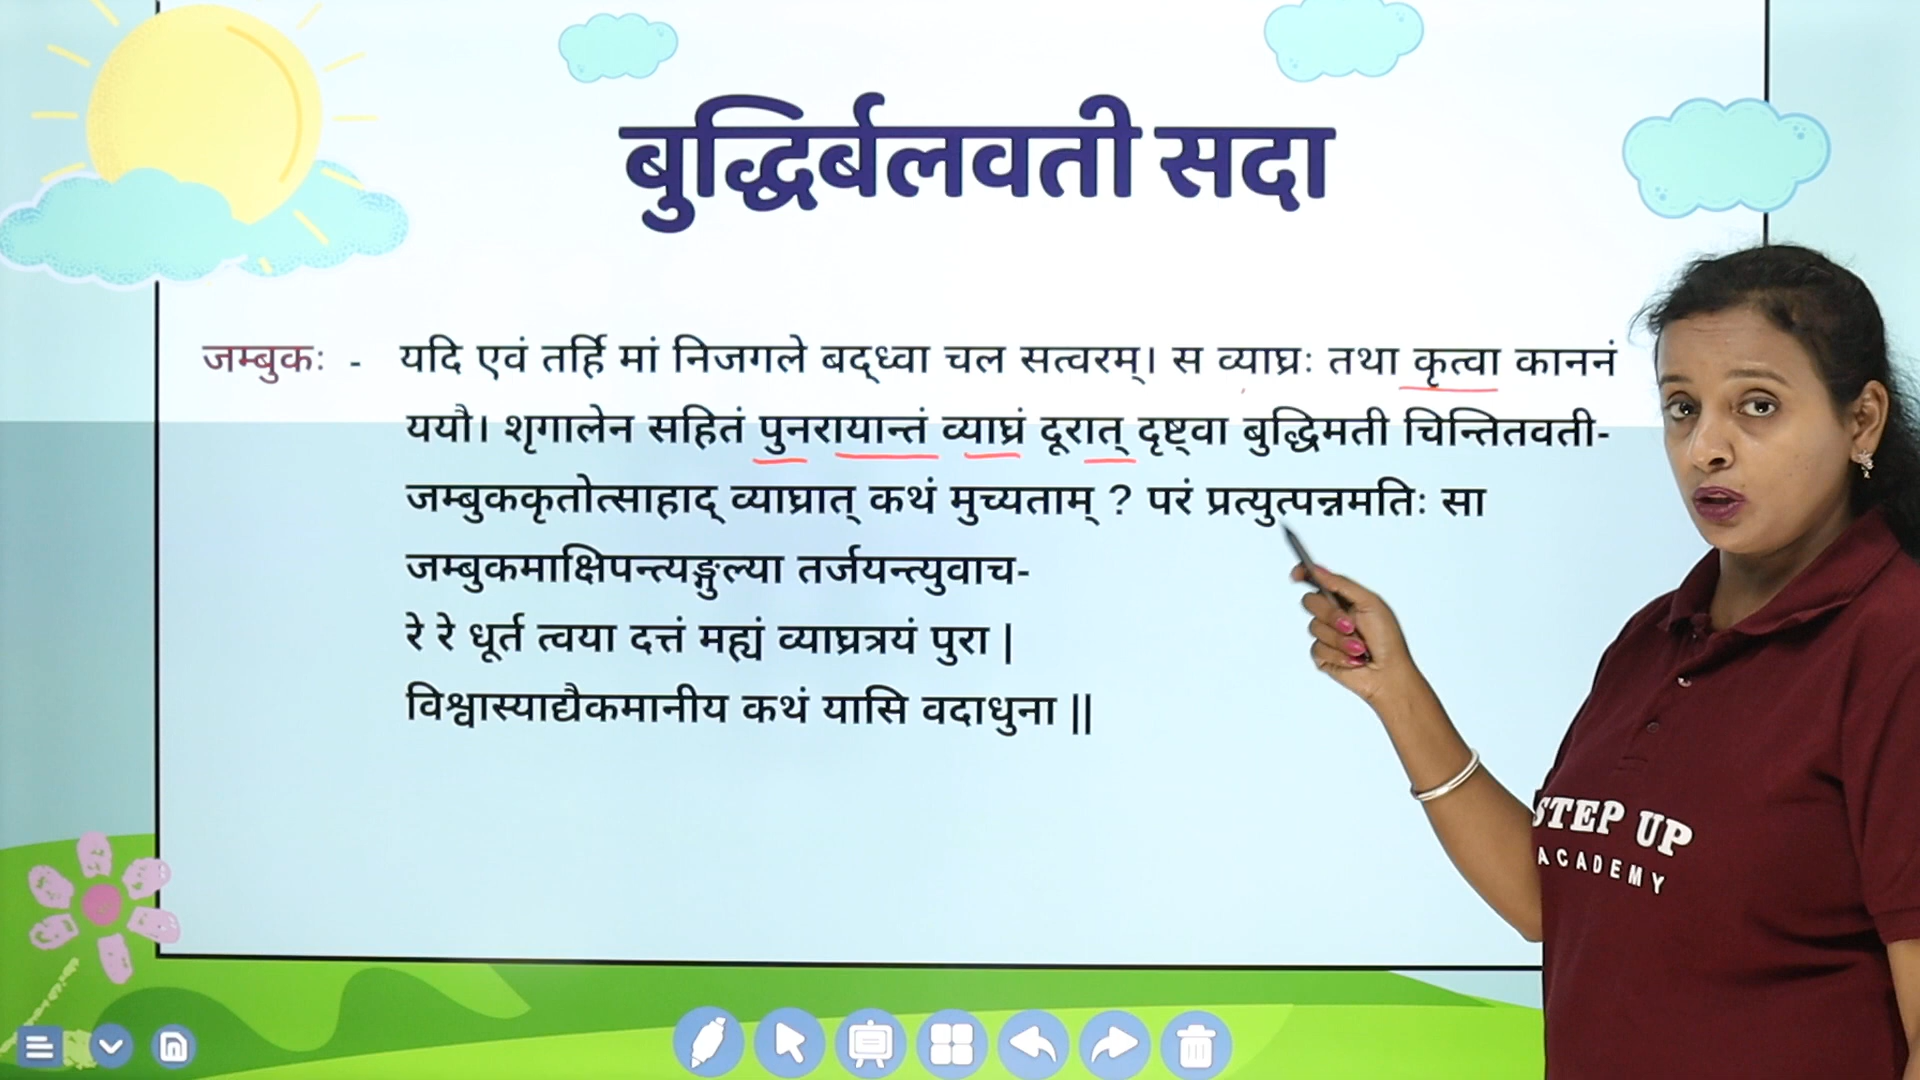 बुद्धिर्बलवती सदा
जम्बुकः - यदि एवं तर्हि मां निजगले बद्ध्वा चल सत्वरम्। स व्याघ्रः तथा कृत्वा काननं
ययौ। शृगालेन सहितं पुनरायान्तं व्याघ्रं दूरात् दृष्ट्वा बुद्धिमती चिन्तितवती-
जम्बुककृतोत्साहाद् व्याघ्रात् कथं मुच्यताम् ? परं प्रत्युत्पन्नमतिः सा
जम्बुकमाक्षिपन्त्यङ्गुल्या तर्जयन्त्युवाच-
रे रे धूर्त त्वया दत्तं मह्यं व्याघ्रत्रयं पुरा |
विश्वास्याद्यैकमानीय कथं यासि वदाधुना ||
STEP UP
ACADEMY